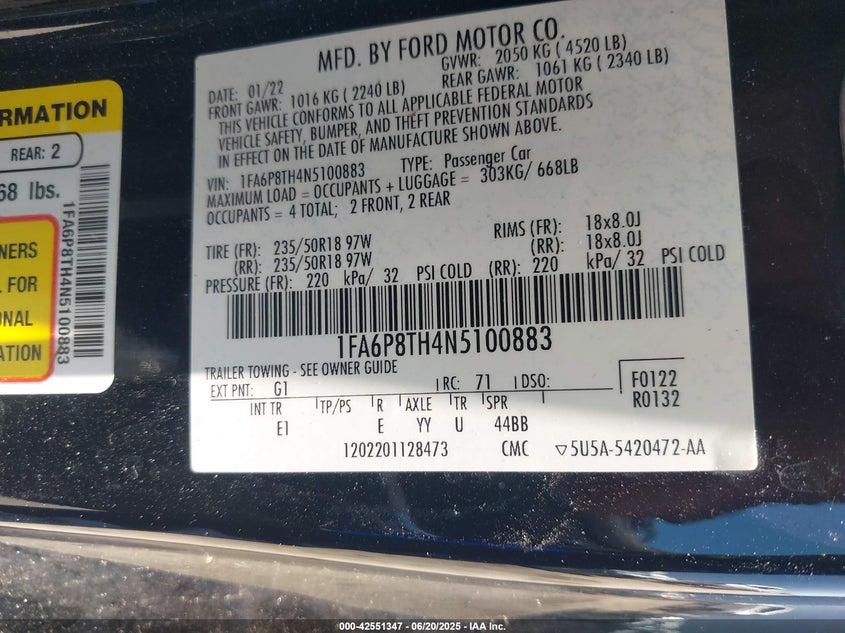 MFD. BY FORD MOTOR CO.
DATE: 01/22
GVWR: 2050 KG ( 4520 LB)
FRONT GAWR: 1016 KG ( 2240 LB)
REAR GAWR: 1061 KG ( 2340 LB)
THIS VEHICLE CONFORMS TO ALL APPLICABLE FEDERAL MOTOR
VEHICLE SAFETY, BUMPER, AND THEFT PREVENTION STANDARDS
IN EFFECT ON THE DATE OF MANUFACTURE SHOWN ABOVE.
VIN: 1FA6P8TH4N5100883 TYPE: Passenger Car
MAXIMUM LOAD = OCCUPANTS + LUGGAGE = 303KG/ 668LB
OCCUPANTS = 4 TOTAL; 2 FRONT, 2 REAR
TIRE (FR): 235/50R18 97W RIMS (FR): 18x8.0J
(RR): 235/50R18 97W (RR): 18x8.0J
PRESSURE (FR): 220 kPa/ 32 PSI COLD (RR): 220 kPa/ 32 PSI COLD
1FA6P8TH4N5100883
TRAILER TOWING - SEE OWNER GUIDE
EXT PNT: G1 RC: 71 DSO: F0122
R0132
INT TR TP/PS R AXLE TR SPR
E1 E YY U 44BB
1202201128473 CMC ▽5U5A-5420472-AA
RMATION
REAR: 2
68 lbs.
NERS
L FOR
ONAL
ATION
1FA6P8TH4N5100883
000-42551347 - 06/20/2025 - IAA Inc.